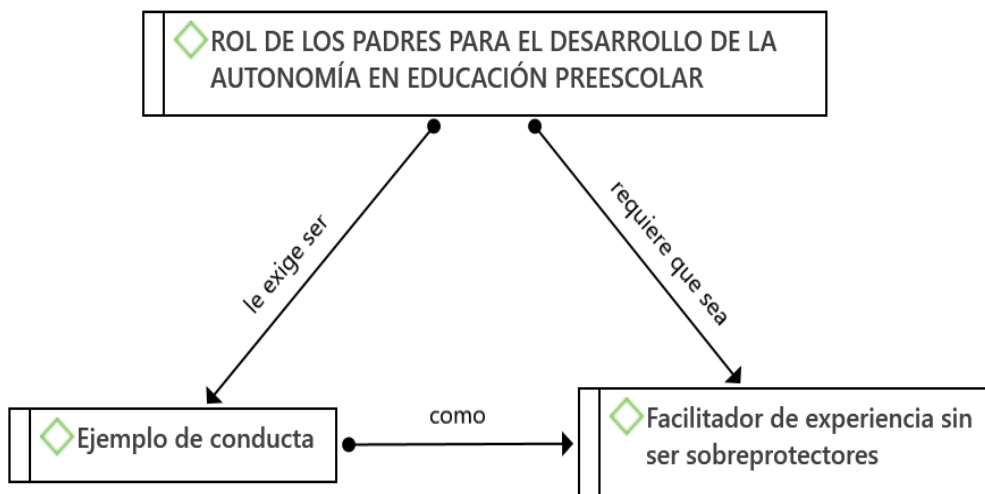 ROL DE LOS PADRES PARA EL DESARROLLO DE LA
AUTONOMÍA EN EDUCACIÓN PREESCOLAR
le exige ser
requiere que sea
Ejemplo de conducta
como
Facilitador de experiencia sin
ser sobreprotectores